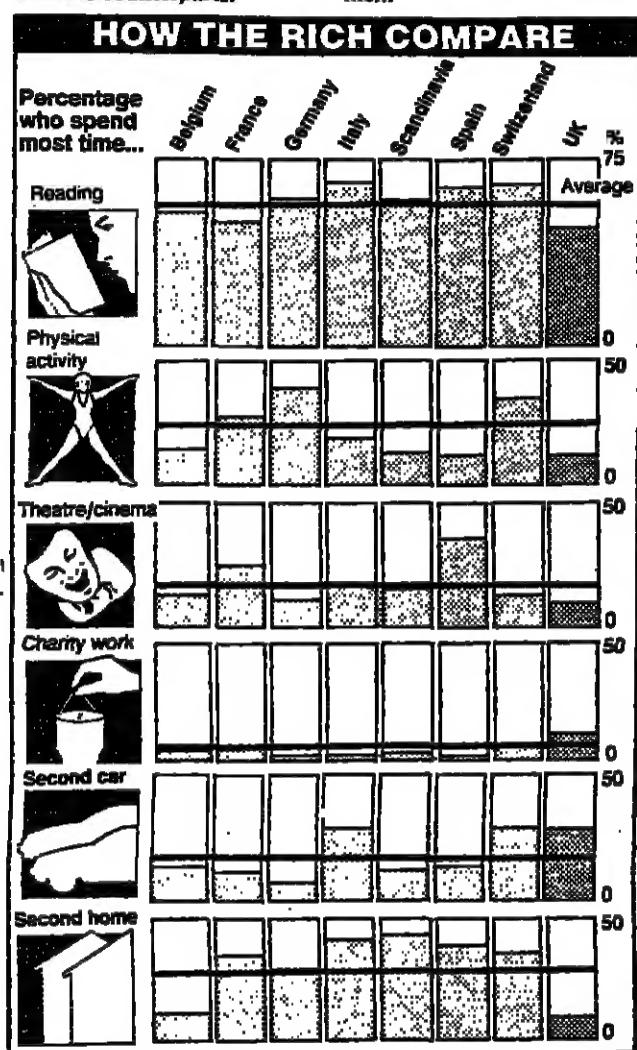 HOW THE RICH COMPARE
Percentage
who spend
most time...
Belgium
France
Germany
Italy
Scandinavia
Spain
Switzerland
UK
%
75
Reading
Average
0
Physical
activity
50
0
Theatre/cinema
50
0
Charity work
50
0
Second car
50
0
Second home
50
0